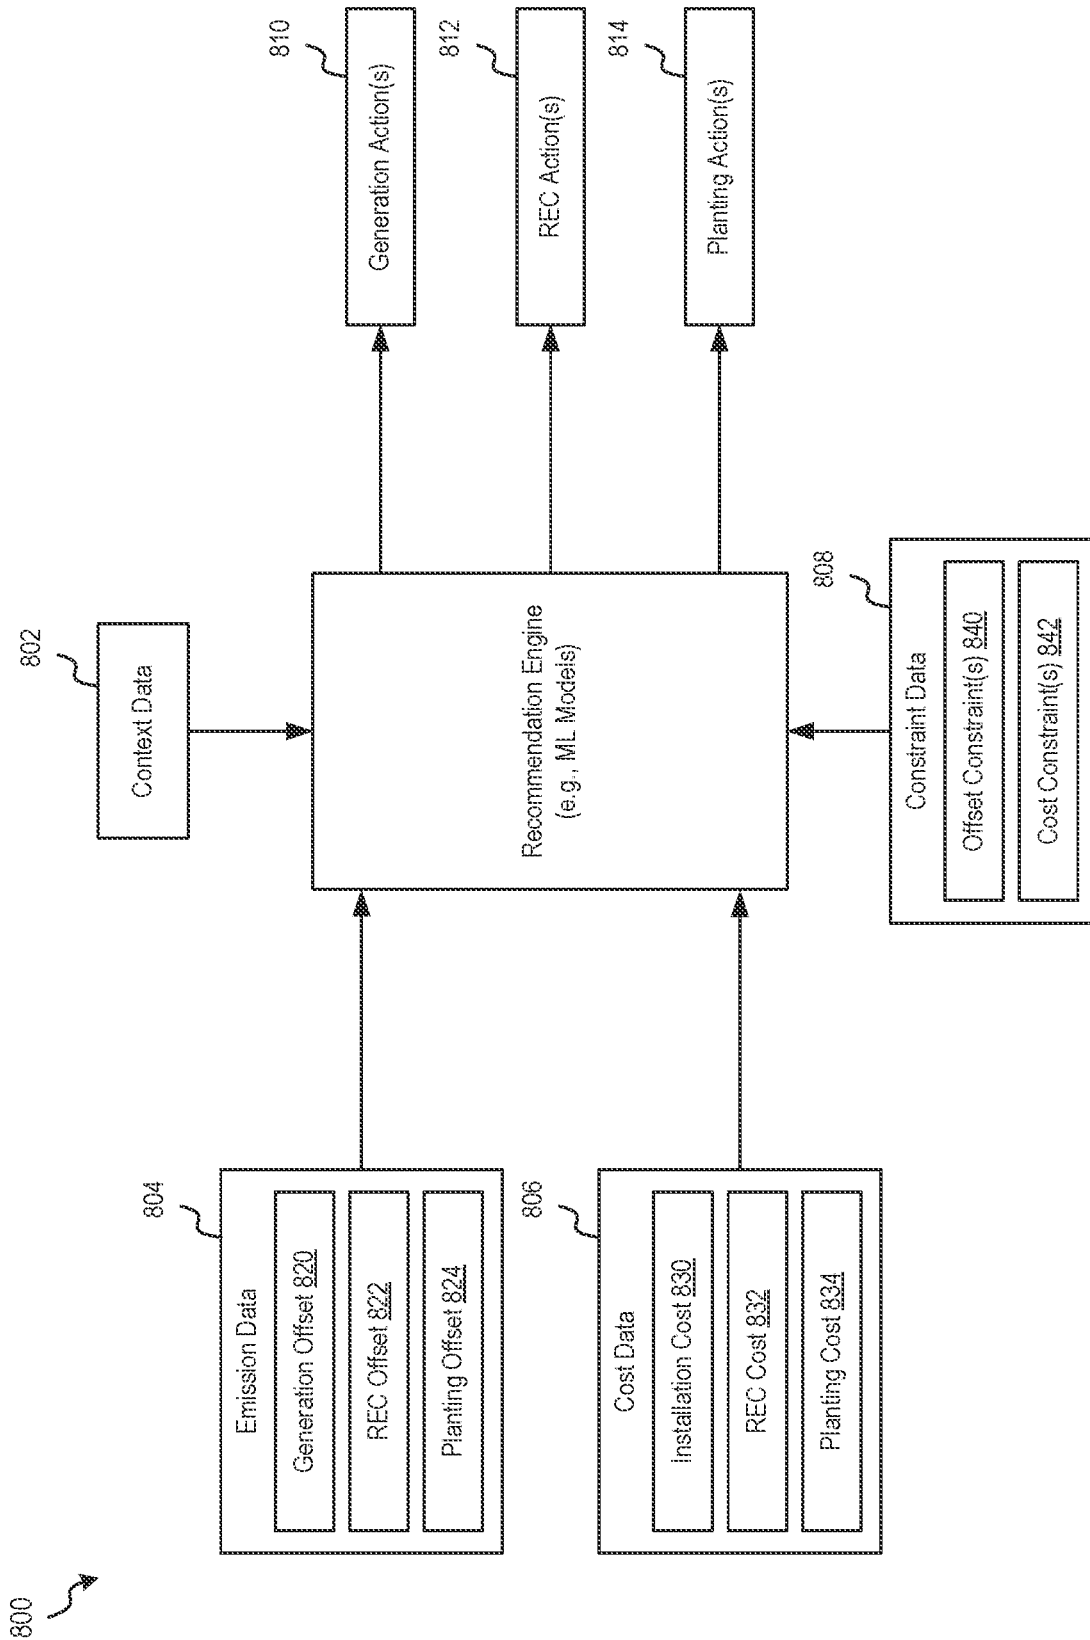 800
802
Context Data
804
Emission Data
Generation Offset 820
REC Offset 822
Planting Offset 824
806
Cost Data
Installation Cost 830
REC Cost 832
Planting Cost 834
Recommendation Engine
(e.g., ML Models)
808
Constraint Data
Offset Constraint(s) 840
Cost Constraint(s) 842
810
Generation Action(s)
812
REC Action(s)
814
Planting Action(s)